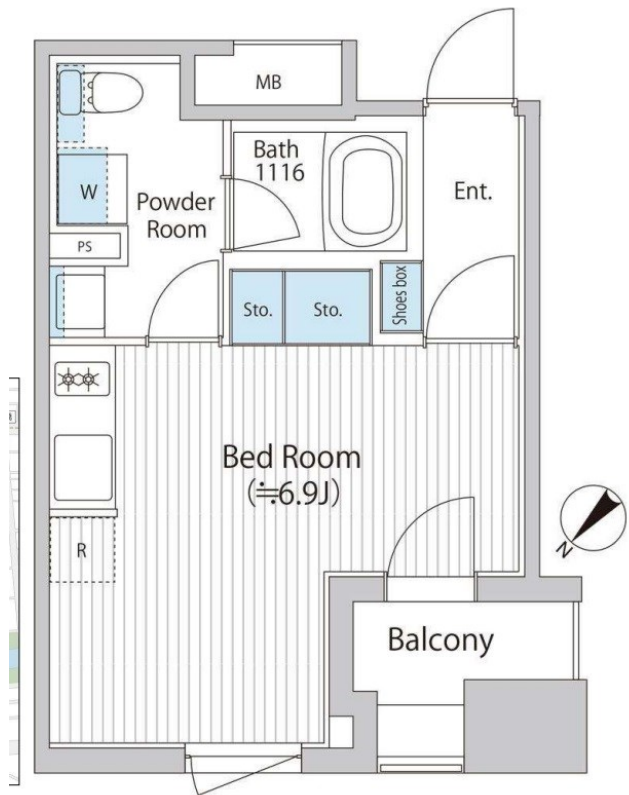 MB
Bath
1116
Ent.
W
Powder
Room
PS
Sto.
Sto.
Shoes box
Bed Room
(≒6.9J)
R
N
Balcony